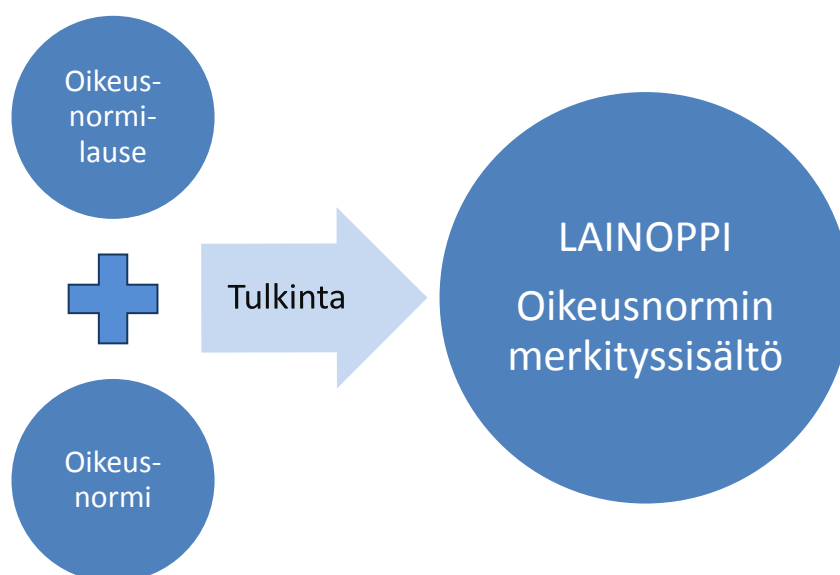 Oikeus-
normi-
lause
Tulkinta
Oikeus-
normi
LAINOPPI
Oikeusnormin
merkityssisältö